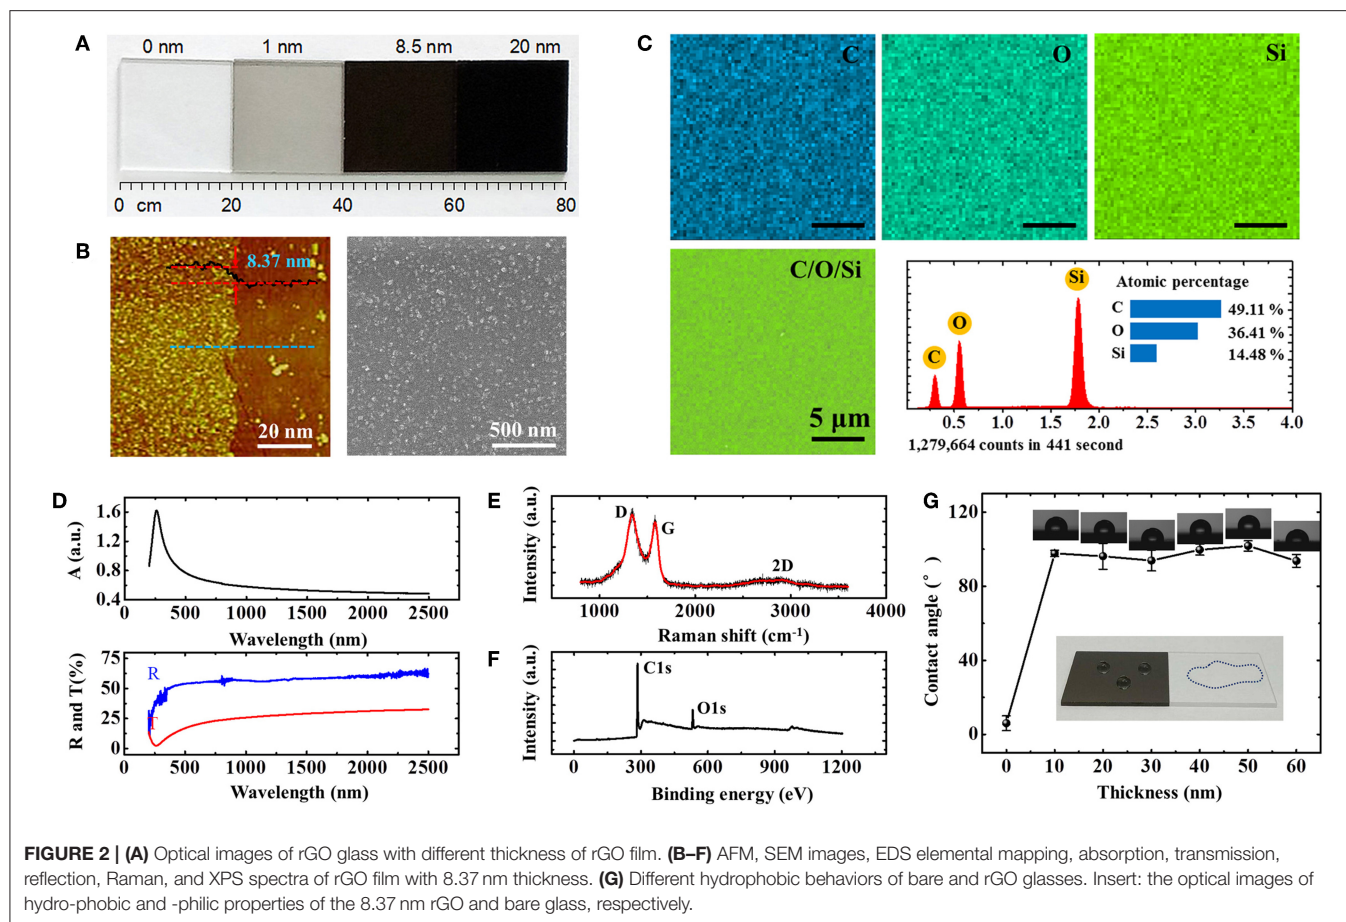 A
0 nm 1 nm 8.5 nm 20 nm
0 cm 20 40 60 80
B
8.37 nm
20 nm
500 nm
C
C
O
Si
C/O/Si
5 μm
Si
O
C
Atomic percentage
C 49.11 %
O 36.41 %
Si 14.48 %
0.5 1.0 1.5 2.0 2.5 3.0 4.0
1,279,664 counts in 441 second
D
A (a.u.)
1.6
1.2
0.8
0.4
0 500 1000 1500 2000 2500
Wavelength (nm)
R and T(%)
75
50
25
0
R
T
0 500 1000 1500 2000 2500
Wavelength (nm)
E
Intensity (a.u.)
D
G
2D
1000 2000 3000 4000
Raman shift (cm⁻¹)
F
Intensity (a.u.)
C1s
O1s
0 300 600 900 1200
Binding energy (eV)
G
Contact angle (°)
120
80
40
0
0 10 20 30 40 50 60
Thickness (nm)
FIGURE 2 | (A) Optical images of rGO glass with different thickness of rGO film. (B–F) AFM, SEM images, EDS elemental mapping, absorption, transmission,
reflection, Raman, and XPS spectra of rGO film with 8.37 nm thickness. (G) Different hydrophobic behaviors of bare and rGO glasses. Insert: the optical images of
hydro-phobic and -philic properties of the 8.37 nm rGO and bare glass, respectively.